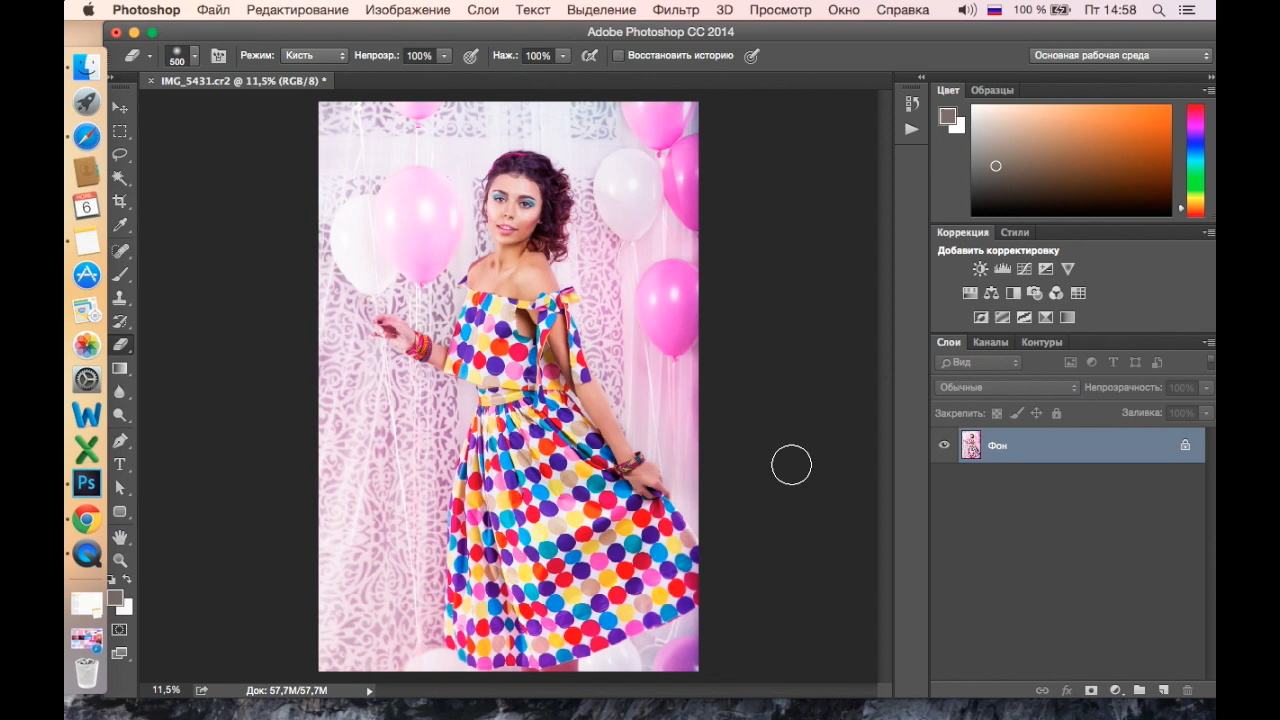 Photoshop Файл Редактирование Изображение Слои Текст Выделение Фильтр 3D Просмотр Окно Справка 100 % Пт 14:58
Adobe Photoshop CC 2014
500 Режим: Кисть Непрозр.: 100% Наж.: 100% Восстановить историю Основная рабочая среда
× IMG_5431.cr2 @ 11,5% (RGB/8) *
Цвет Образцы
6
Коррекция Стили
Добавить корректировку
Слои Каналы Контуры
Вид
Обычные Непрозрачность: 100%
Закрепить: Заливка: 100%
Фон
W
X
Ps
T
fx
11,5% Док: 57,7M/57,7M